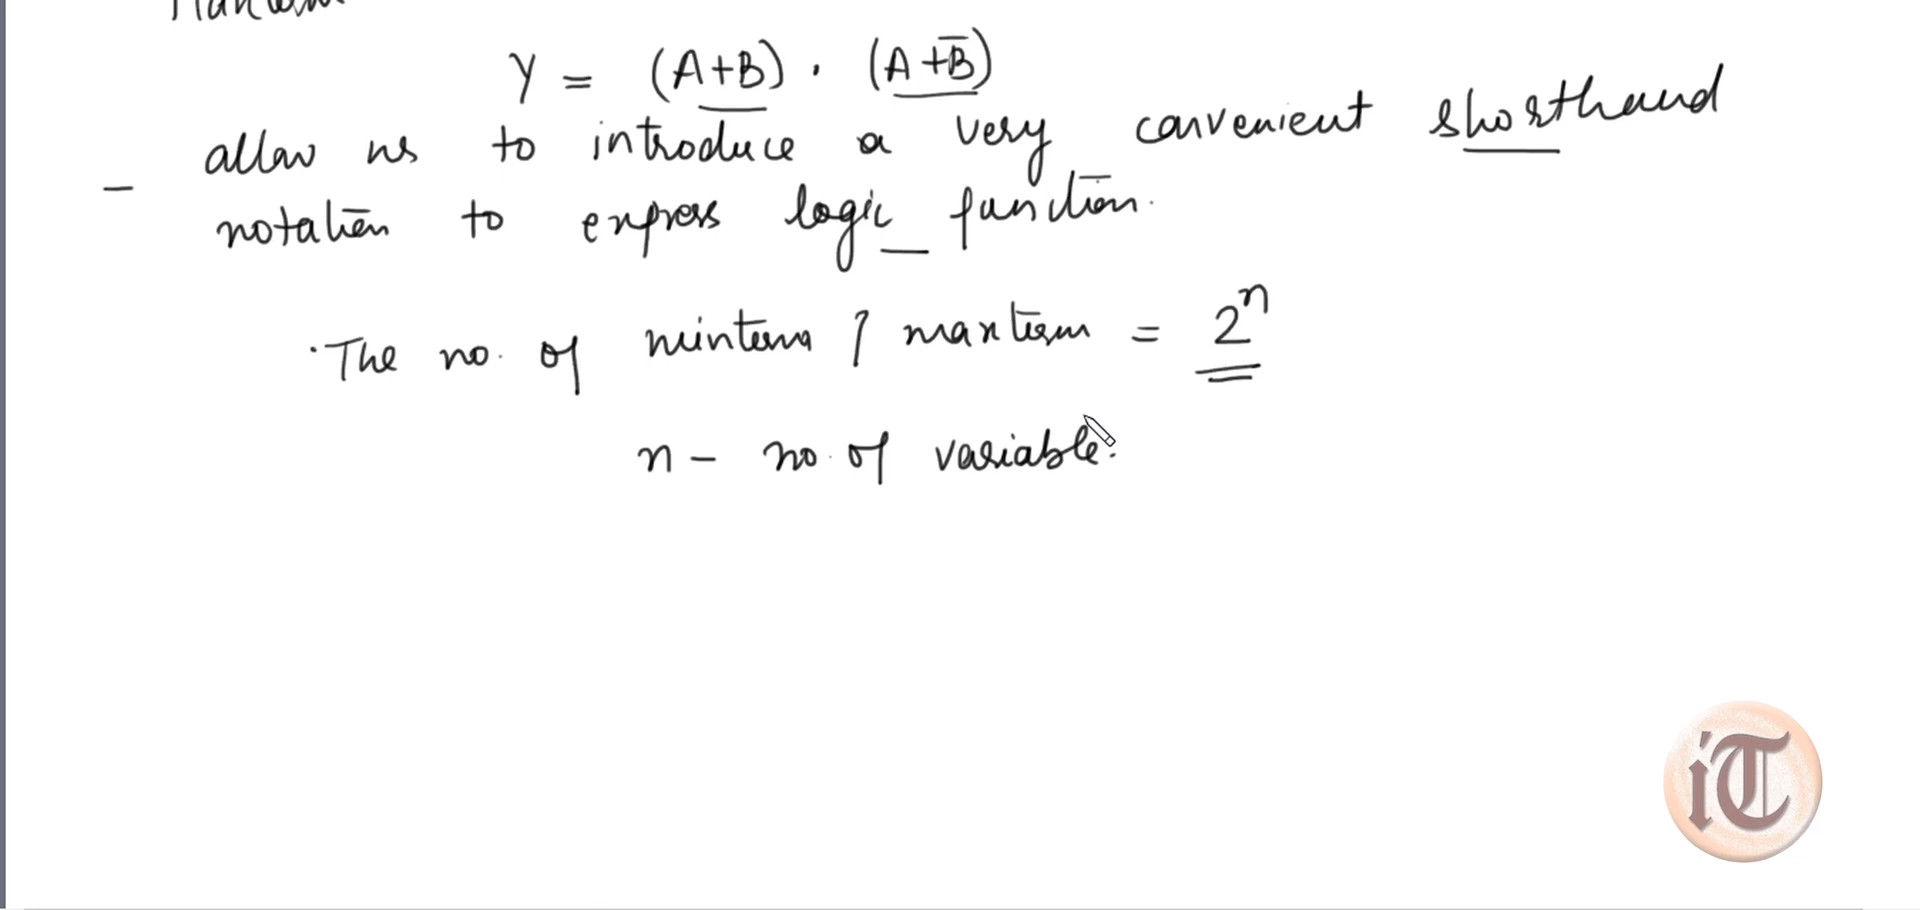 Y = (A+B) . (A+B̅)
- allow us to introduce a very convenient shorthand
notation to express logic function.
. The no. of minterm / maxterm = 2ⁿ
n - no. of variable.
iT